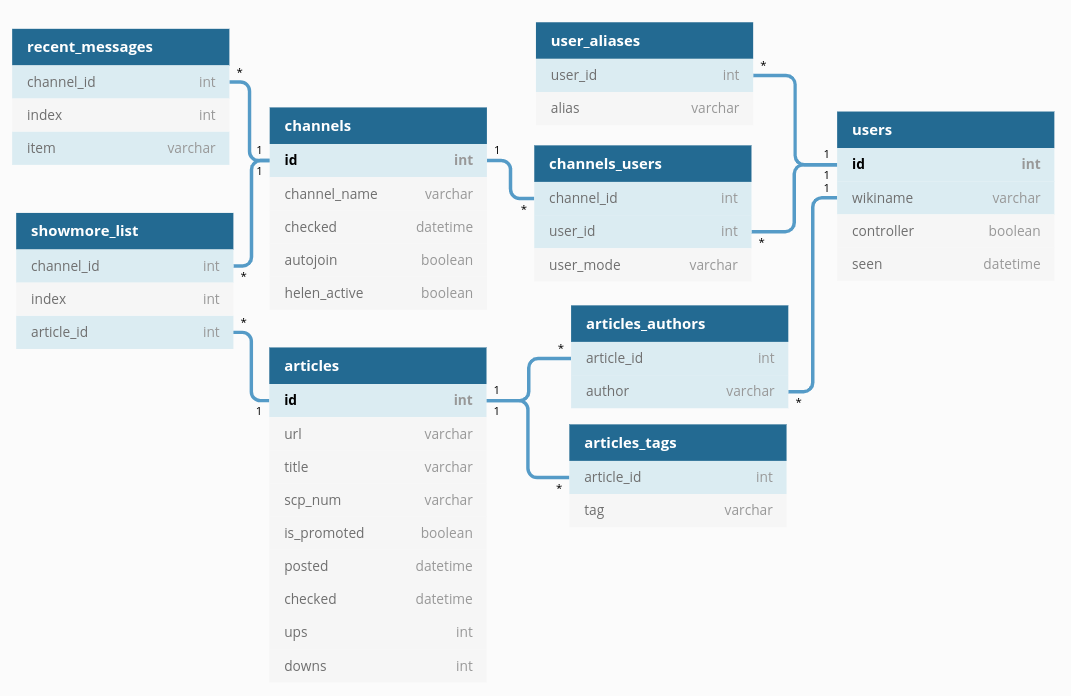 recent_messages
channel_id int
index int
item varchar
*
showmore_list
channel_id int
*
index int
article_id int
*
channels
1
id int
1
1
channel_name varchar
checked datetime
autojoin boolean
helen_active boolean
articles
id int
1
1
1
url varchar
title varchar
scp_num varchar
is_promoted boolean
posted datetime
checked datetime
ups int
downs int
user_aliases
user_id int
*
alias varchar
channels_users
channel_id int
*
user_id int
*
user_mode varchar
articles_authors
article_id int
*
author varchar
*
articles_tags
article_id int
*
tag varchar
users
1
id int
1
1
wikiname varchar
controller boolean
seen datetime